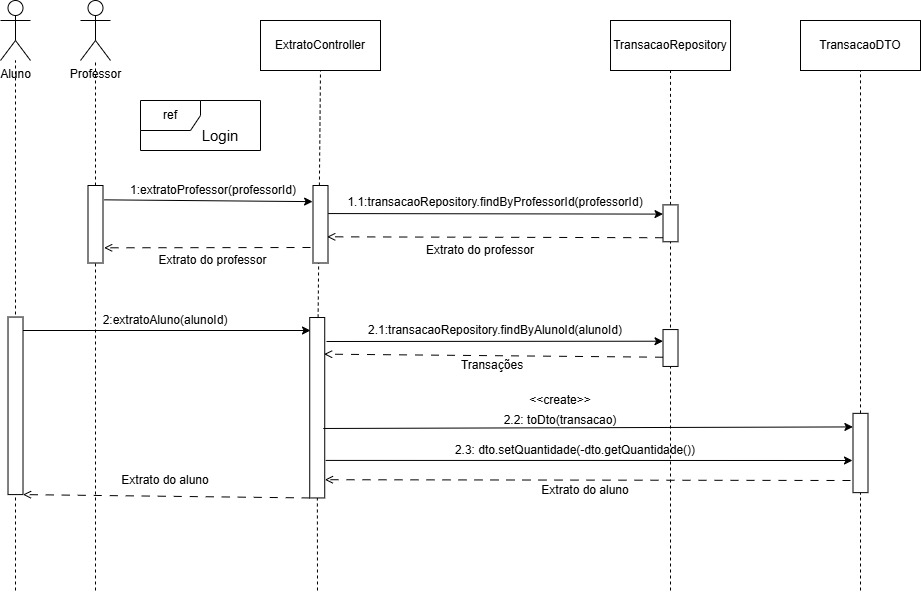 ExtratoController
TransacaoRepository
TransacaoDTO
Aluno
Professor
ref
Login
1:extratoProfessor(professorId)
1.1:transacaoRepository.findByProfessorId(professorId)
Extrato do professor
Extrato do professor
2:extratoAluno(alunoId)
2.1:transacaoRepository.findByAlunoId(alunoId)
Transações
<<create>>
2.2: toDto(transacao)
2.3: dto.setQuantidade(-dto.getQuantidade())
Extrato do aluno
Extrato do aluno